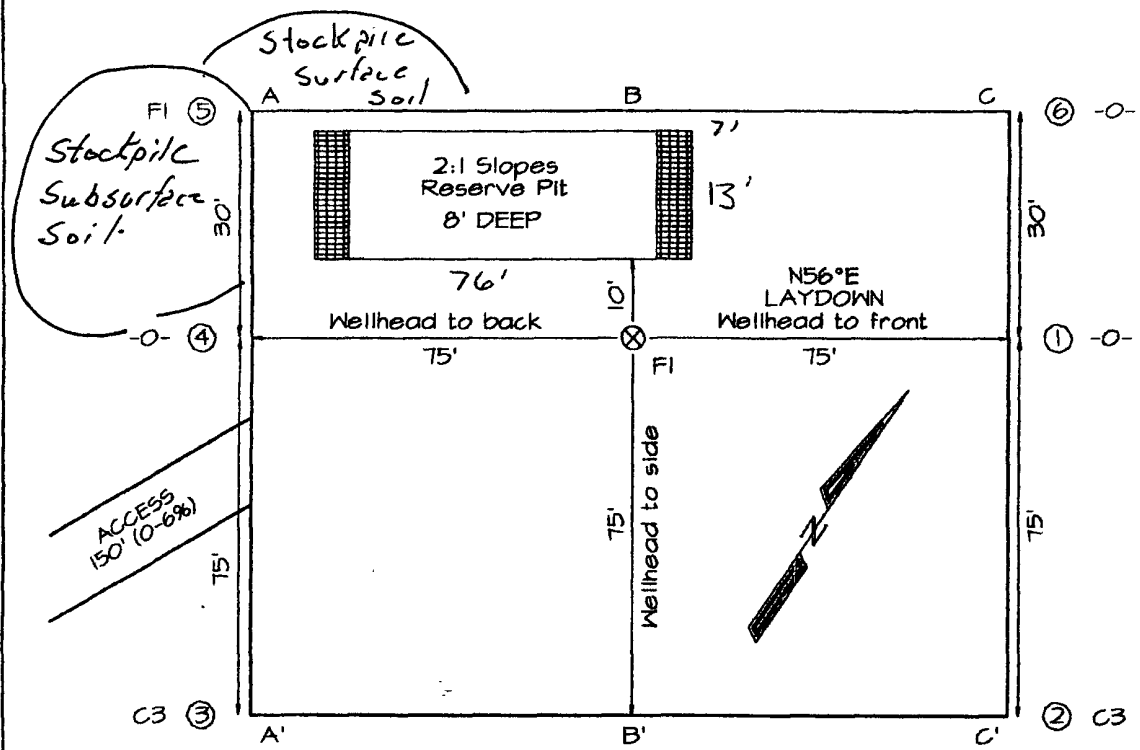 Stockpile
Surface
Soil
A
B
C
F1 ⑤
⑥ -0-
Stockpile
Subsurface
Soil.
30'
2:1 Slopes
Reserve Pit
8' DEEP
7'
13'
30'
76'
10'
N56°E
LAYDOWN
Wellhead to back
Wellhead to front
-0- ④
75'
F1
75'
① -0-
ACCESS
150' (0-6%)
75'
75'
Wellhead to side
N
75'
C3 ③
② C3
A'
B'
C'